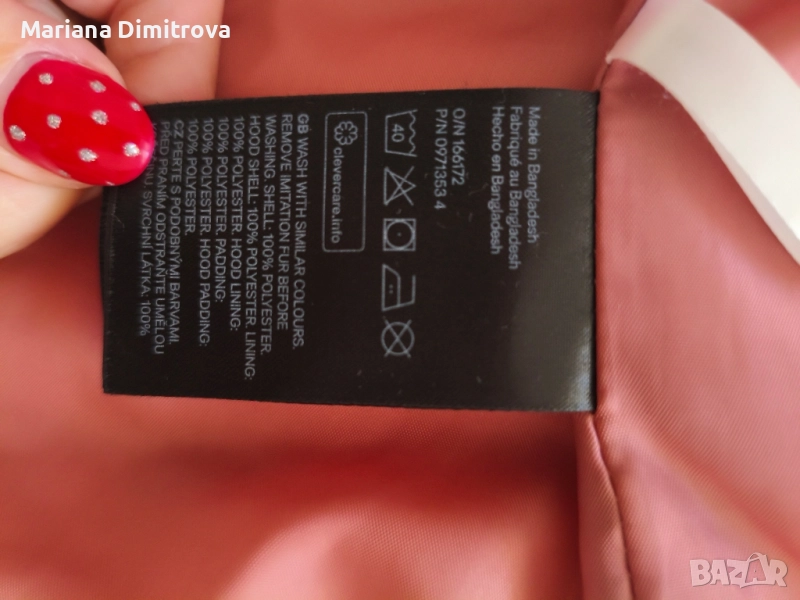 Mariana Dimitrova
Made in Bangladesh
Fabriqué au Bangladesh
Hecho en Bangladesh
O/N 166172
P/N 0971353 4
40
clevercare.info
GB WASH WITH SIMILAR COLOURS.
REMOVE IMITATION FUR BEFORE
WASHING. SHELL: 100% POLYESTER.
HOOD SHELL: 100% POLYESTER. LINING:
100% POLYESTER. HOOD LINING:
100% POLYESTER. PADDING:
100% POLYESTER. HOOD PADDING:
100% POLYESTER.
CZ PERTE S PODOBNÝMI BARVAMI.
PŘED PRANÍM ODSTRAŇTE UMĚLOU
SVRCHNÍ LÁTKA: 100%
BAZAR